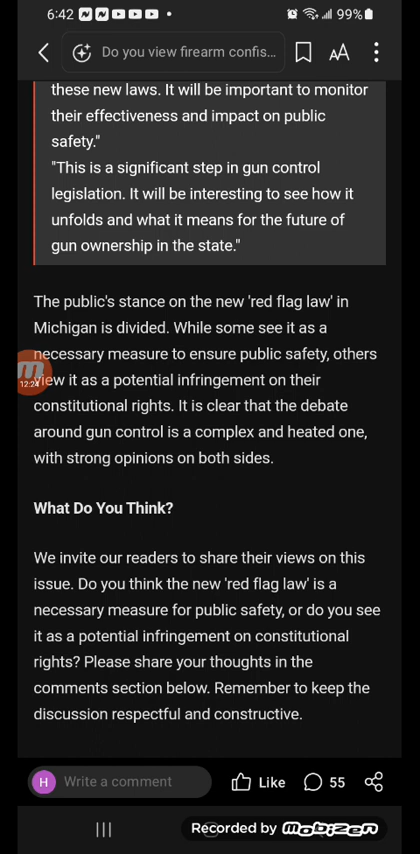 6:42
99%
Do you view firearm confis...
AA
these new laws. It will be important to monitor
their effectiveness and impact on public
safety."
"This is a significant step in gun control
legislation. It will be interesting to see how it
unfolds and what it means for the future of
gun ownership in the state."
The public's stance on the new 'red flag law' in
Michigan is divided. While some see it as a
necessary measure to ensure public safety, others
view it as a potential infringement on their
constitutional rights. It is clear that the debate
around gun control is a complex and heated one,
with strong opinions on both sides.
m
12:24
What Do You Think?
We invite our readers to share their views on this
issue. Do you think the new 'red flag law' is a
necessary measure for public safety, or do you see
it as a potential infringement on constitutional
rights? Please share your thoughts in the
comments section below. Remember to keep the
discussion respectful and constructive.
H Write a comment Like 55
Recorded by mobizen